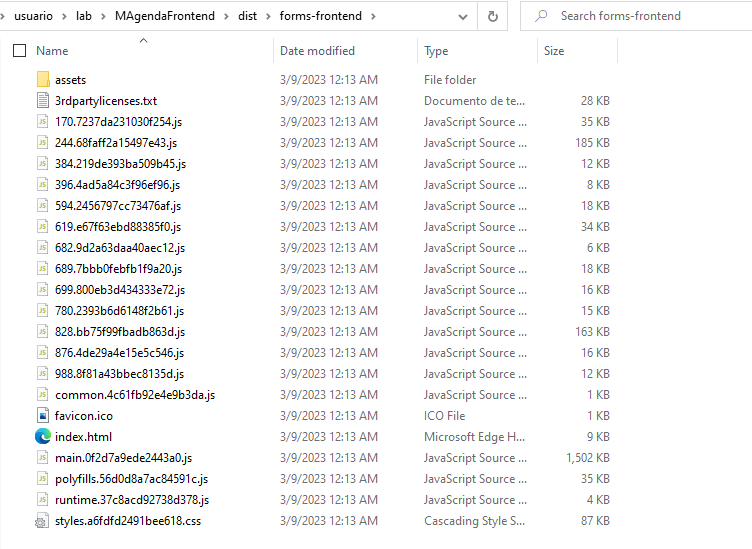 usuario > lab > MAgendaFrontend > dist > forms-frontend > Search forms-frontend
Name Date modified Type Size
assets 3/9/2023 12:13 AM File folder
3rdpartylicenses.txt 3/9/2023 12:13 AM Documento de te... 28 KB
170.7237da231030f254.js 3/9/2023 12:13 AM JavaScript Source ... 35 KB
244.68faff2a15497e43.js 3/9/2023 12:13 AM JavaScript Source ... 185 KB
384.219de393ba509b45.js 3/9/2023 12:13 AM JavaScript Source ... 12 KB
396.4ad5a84c3f96ef96.js 3/9/2023 12:13 AM JavaScript Source ... 8 KB
594.2456797cc73476af.js 3/9/2023 12:13 AM JavaScript Source ... 18 KB
619.e67f63ebd88385f0.js 3/9/2023 12:13 AM JavaScript Source ... 34 KB
682.9d2a63daa40aec12.js 3/9/2023 12:13 AM JavaScript Source ... 6 KB
689.7bbb0febfb1f9a20.js 3/9/2023 12:13 AM JavaScript Source ... 18 KB
699.800eb3d434333e72.js 3/9/2023 12:13 AM JavaScript Source ... 16 KB
780.2393b6d6148f2b61.js 3/9/2023 12:13 AM JavaScript Source ... 15 KB
828.bb75f99fbadb863d.js 3/9/2023 12:13 AM JavaScript Source ... 163 KB
876.4de29a4e15e5c546.js 3/9/2023 12:13 AM JavaScript Source ... 16 KB
988.8f81a43bbec8135d.js 3/9/2023 12:13 AM JavaScript Source ... 12 KB
common.4c61fb92e4e9b3da.js 3/9/2023 12:13 AM JavaScript Source ... 1 KB
favicon.ico 3/9/2023 12:13 AM ICO File 1 KB
index.html 3/9/2023 12:13 AM Microsoft Edge H... 9 KB
main.0f2d7a9ede2443a0.js 3/9/2023 12:13 AM JavaScript Source ... 1,502 KB
polyfills.56d0d8a7ac84591c.js 3/9/2023 12:13 AM JavaScript Source ... 35 KB
runtime.37c8acd92738d378.js 3/9/2023 12:13 AM JavaScript Source ... 4 KB
styles.a6fdfd2491bee618.css 3/9/2023 12:13 AM Cascading Style S... 87 KB